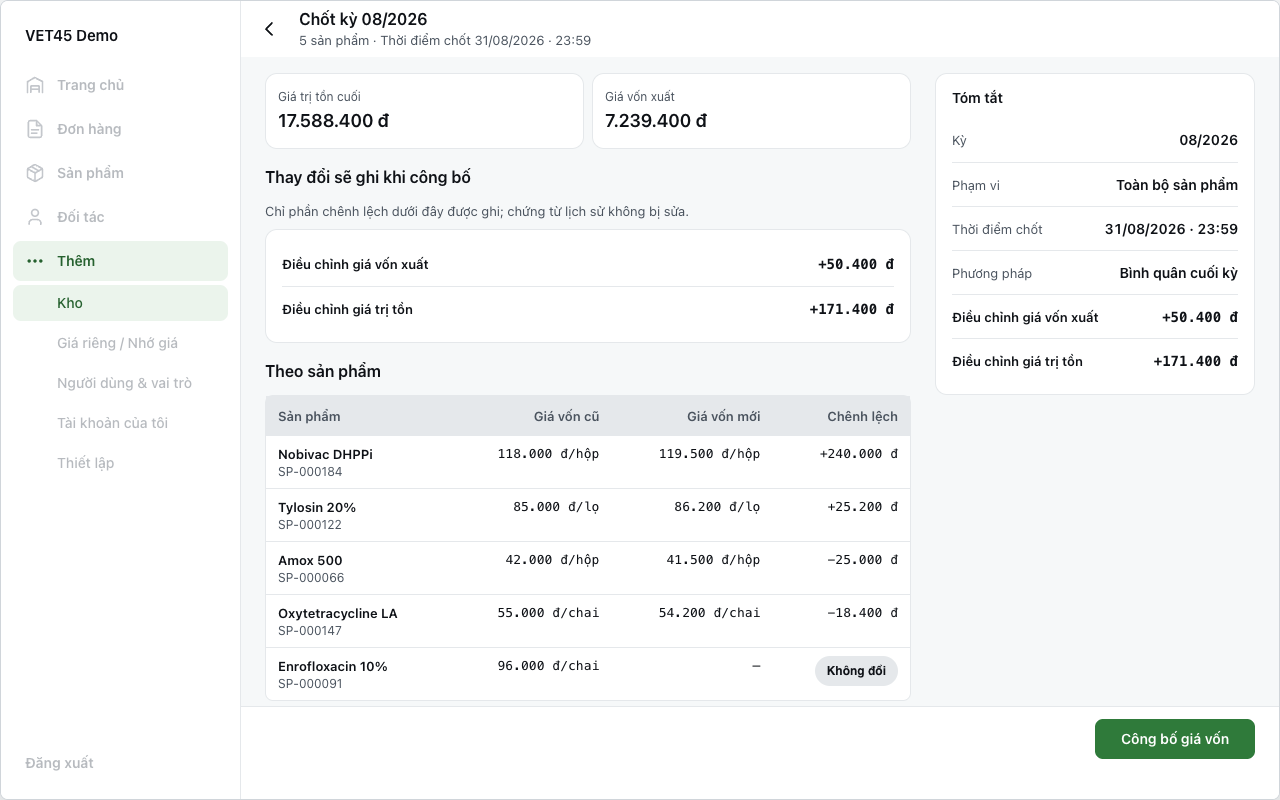 VET45 Demo
Trang chủ
Đơn hàng
Sản phẩm
Đối tác
Thêm
Kho
Giá riêng / Nhớ giá
Người dùng & vai trò
Tài khoản của tôi
Thiết lập
Đăng xuất
Chốt kỳ 08/2026
5 sản phẩm · Thời điểm chốt 31/08/2026 · 23:59
Giá trị tồn cuối
17.588.400 đ
Giá vốn xuất
7.239.400 đ
Thay đổi sẽ ghi khi công bố
Chỉ phần chênh lệch dưới đây được ghi; chứng từ lịch sử không bị sửa.
Điều chỉnh giá vốn xuất +50.400 đ
Điều chỉnh giá trị tồn +171.400 đ
Theo sản phẩm
Sản phẩm Giá vốn cũ Giá vốn mới Chênh lệch
Nobivac DHPPi 118.000 đ/hộp 119.500 đ/hộp +240.000 đ
SP-000184
Tylosin 20% 85.000 đ/lọ 86.200 đ/lọ +25.200 đ
SP-000122
Amox 500 42.000 đ/hộp 41.500 đ/hộp −25.000 đ
SP-000066
Oxytetracycline LA 55.000 đ/chai 54.200 đ/chai −18.400 đ
SP-000147
Enrofloxacin 10% 96.000 đ/chai — Không đổi
SP-000091
Tóm tắt
Kỳ 08/2026
Phạm vi Toàn bộ sản phẩm
Thời điểm chốt 31/08/2026 · 23:59
Phương pháp Bình quân cuối kỳ
Điều chỉnh giá vốn xuất +50.400 đ
Điều chỉnh giá trị tồn +171.400 đ
Công bố giá vốn